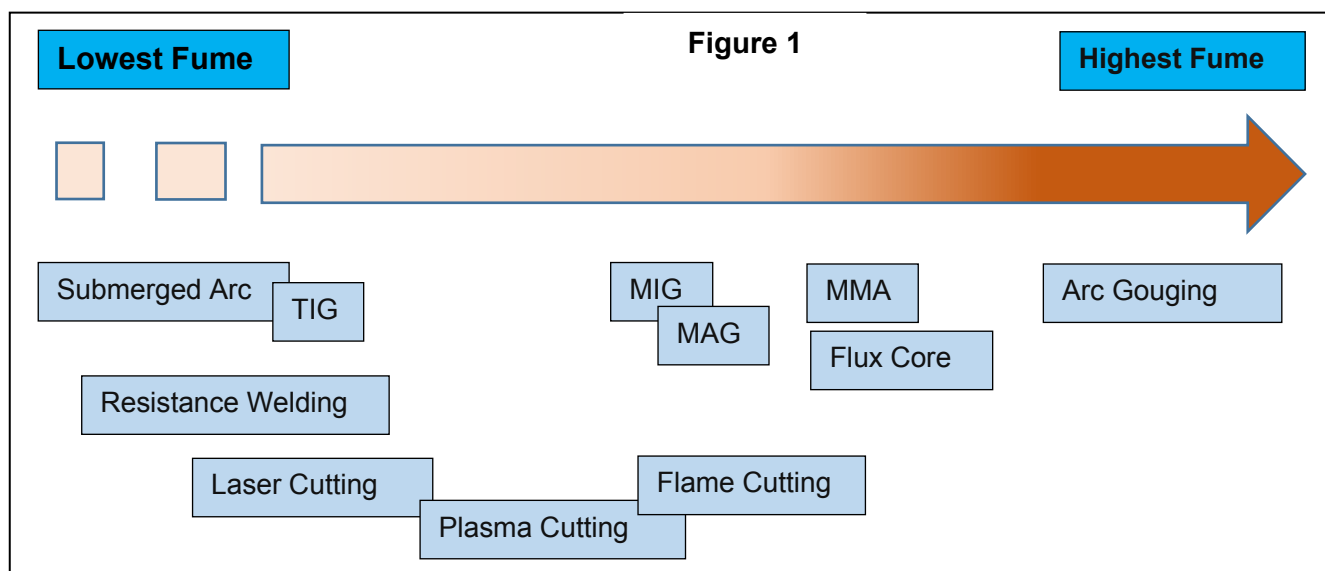 Figure 1
Lowest Fume
Highest Fume
Submerged Arc
TIG
MIG
MAG
MMA
Flux Core
Arc Gouging
Resistance Welding
Laser Cutting
Plasma Cutting
Flame Cutting